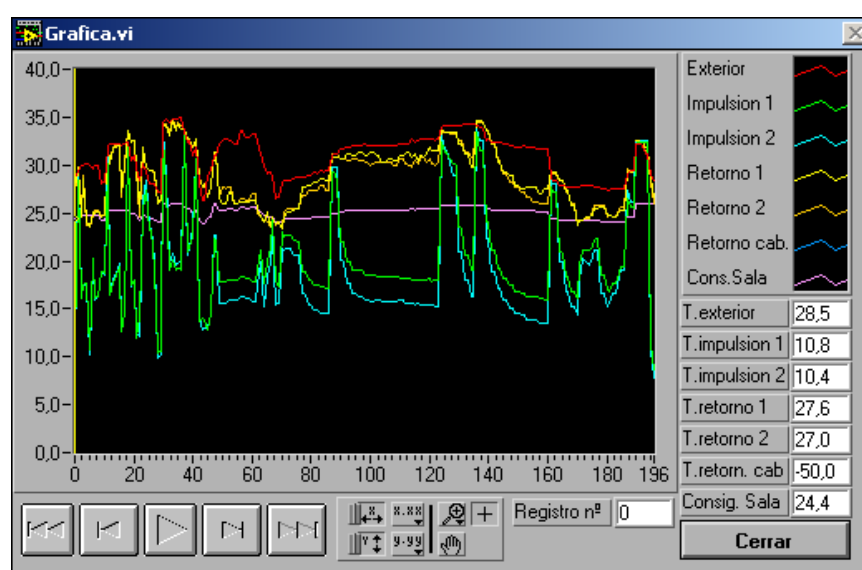 Grafica.vi
40,0
35,0
30,0
25,0
20,0
15,0
10,0
5,0
0,0
0 20 40 60 80 100 120 140 160 180 196
Exterior
Impulsion 1
Impulsion 2
Retorno 1
Retorno 2
Retorno cab.
Cons.Sala
T.exterior 28,5
T.impulsion 1 10,8
T.impulsion 2 10,4
T.retorno 1 27,6
T.retorno 2 27,0
T.retorn. cab -50,0
Consig. Sala 24,4
X x.xx
Y y.yy
Registro nº 0
Cerrar